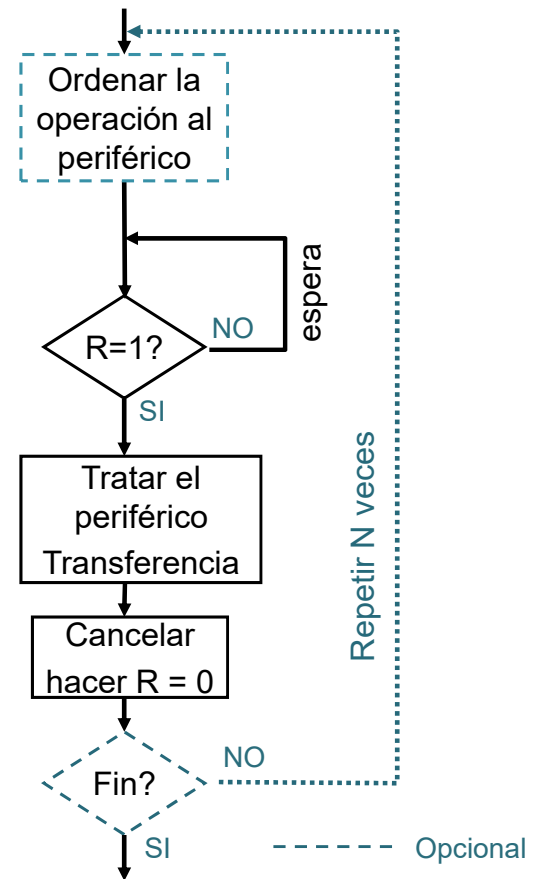 Ordenar la
operación al
periférico
espera
NO
R=1?
SI
Tratar el
periférico
Transferencia
Repetir N veces
Cancelar
hacer R = 0
NO
Fin?
SI
Opcional